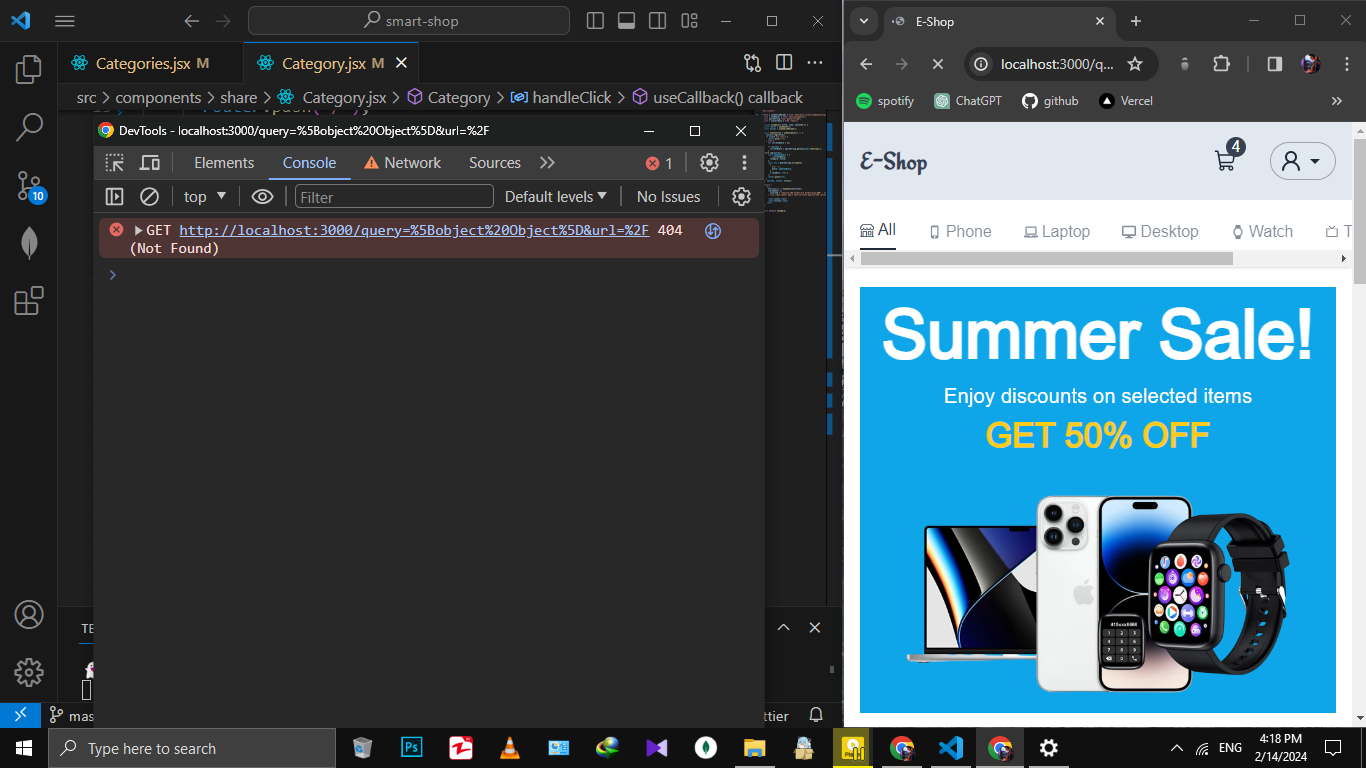 smart-shop
Categories.jsx M
Category.jsx M
src > components > share > Category.jsx > Category > handleClick > useCallback() callback
DevTools - localhost:3000/query=%5Bobject%20Object%5D&url=%2F
Elements Console Network Sources 1
top Filter Default levels No Issues
GET http://localhost:3000/query=%5Bobject%20Object%5D&url=%2F 404
(Not Found)
10
mas
E-Shop
localhost:3000/q...
spotify ChatGPT github Vercel
E-Shop
4
All Phone Laptop Desktop Watch T
Summer Sale!
Enjoy discounts on selected items
GET 50% OFF
Type here to search
Ps
ENG
4:18 PM
2/14/2024